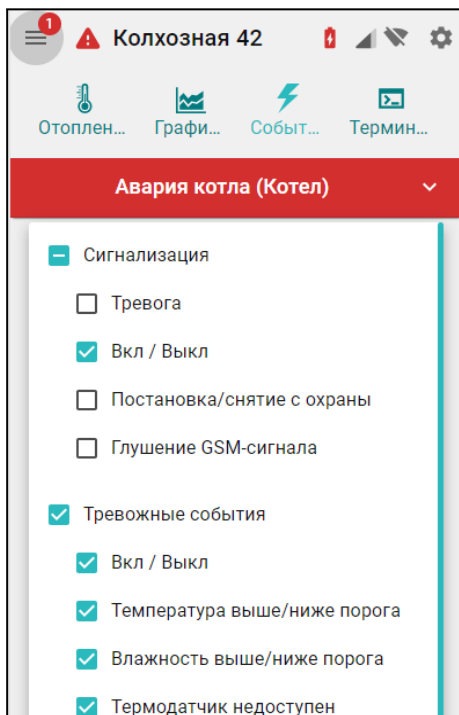 1
Колхозная 42
Отоплен... Графи... Событ... Термин...
Авария котла (Котел)
Сигнализация
Тревога
Вкл / Выкл
Постановка/снятие с охраны
Глушение GSM-сигнала
Тревожные события
Вкл / Выкл
Температура выше/ниже порога
Влажность выше/ниже порога
Термодатчик недоступен